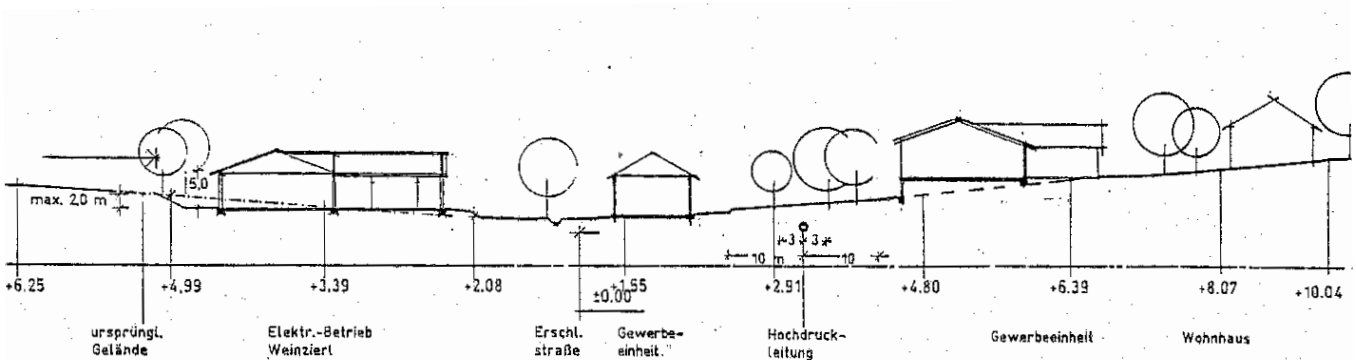 5,0
max. 2,0 m
3 3
10 m 10
+6.25 +4.99 +3.39 +2.08 +1.55 +2.91 +4.80 +6.39 +8.07 +10.04
±0.00
ursprüngl.
Gelände
Elektr.-Betrieb
Weinzierl
Erschl.
straße
Gewerbe-
einheit.
Hochdruck-
leitung
Gewerbeeinheit
Wohnhaus